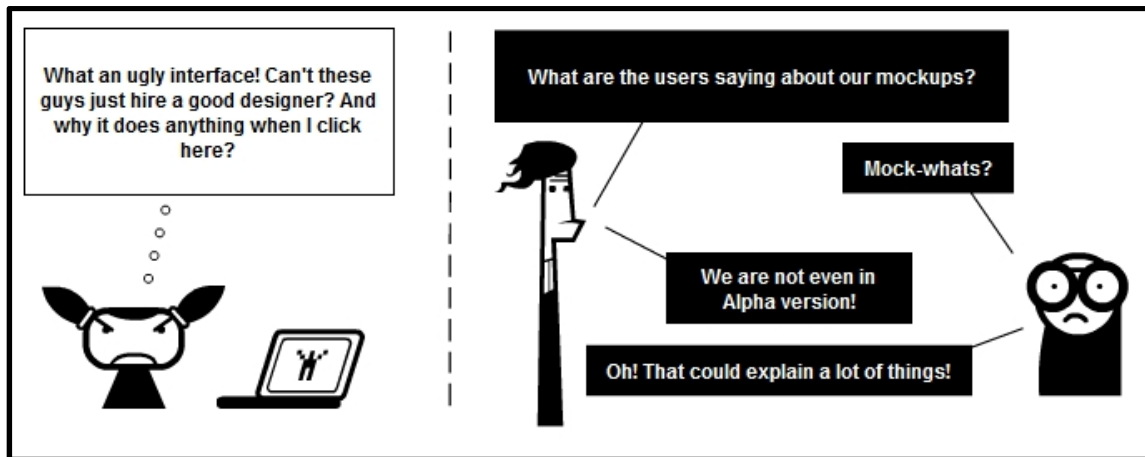 What an ugly interface! Can't these
guys just hire a good designer? And
why it does anything when I click
here?
What are the users saying about our mockups?
Mock-whats?
We are not even in
Alpha version!
Oh! That could explain a lot of things!